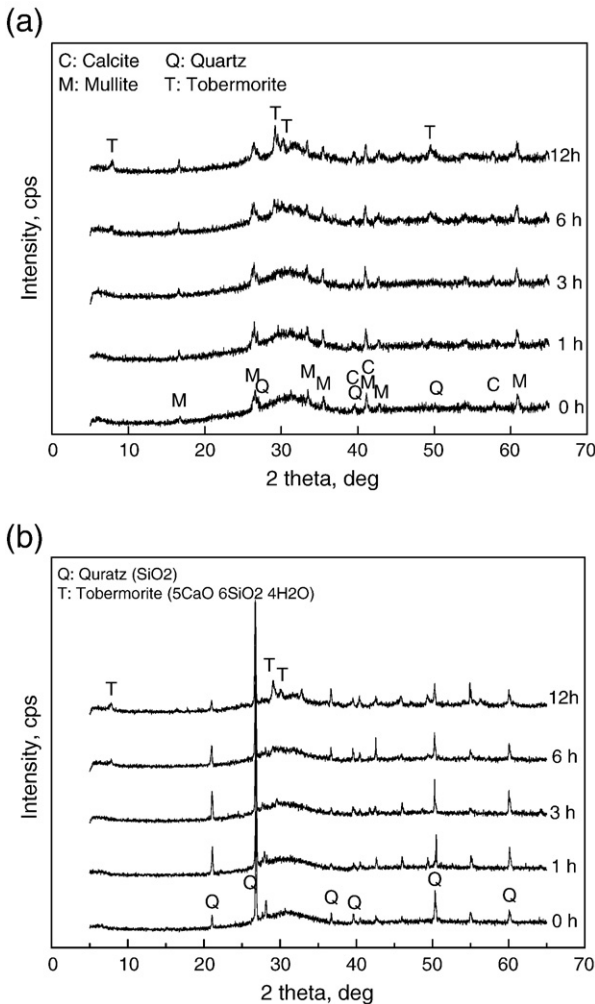 (a)
C: Calcite Q: Quartz
M: Mullite T: Tobermorite
T T T T 12h
6 h
3 h
1 h
M M Q M M C Q C M M Q C M 0 h
Intensity, cps
0 10 20 30 40 50 60 70
2 theta, deg
(b)
Q: Quratz (SiO2)
T: Tobermorite (5CaO 6SiO2 4H2O)
T T T 12h
6 h
3 h
1 h
Q Q Q Q Q Q 0 h
Intensity, cps
0 10 20 30 40 50 60 70
2 theta, deg